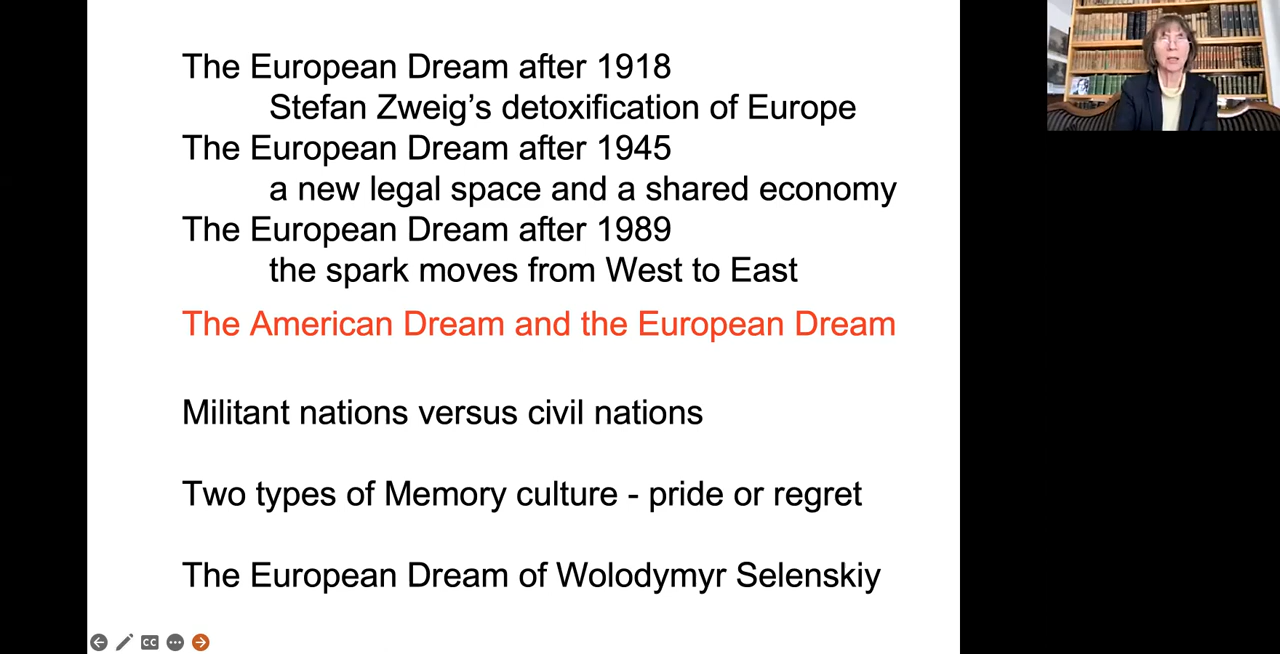 The European Dream after 1918
Stefan Zweig’s detoxification of Europe
The European Dream after 1945
a new legal space and a shared economy
The European Dream after 1989
the spark moves from West to East
The American Dream and the European Dream
Militant nations versus civil nations
Two types of Memory culture - pride or regret
The European Dream of Wolodymyr Selenskiy
CC